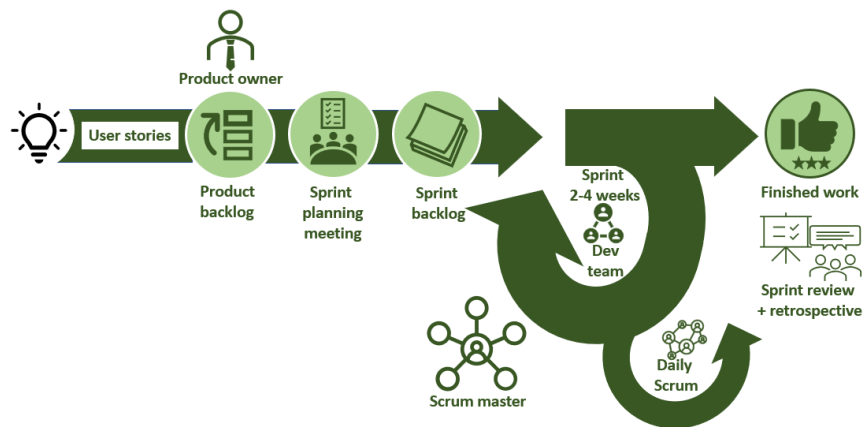 Product owner
User stories
Product
backlog
Sprint
planning
meeting
Sprint
backlog
Sprint
2-4 weeks
Dev
team
Finished work
Sprint review
+ retrospective
Daily
Scrum
Scrum master